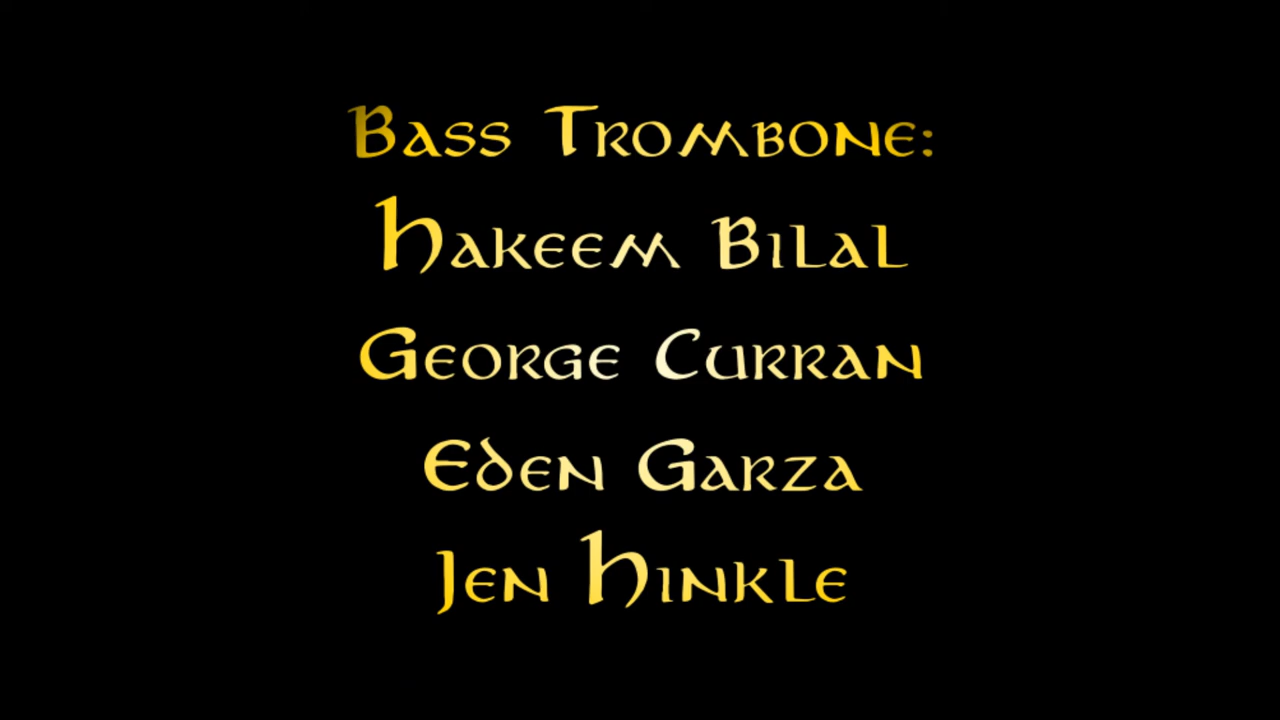 Bass Trombone:
Hakeem Bilal
George Curran
Eden Garza
Jen Hinkle